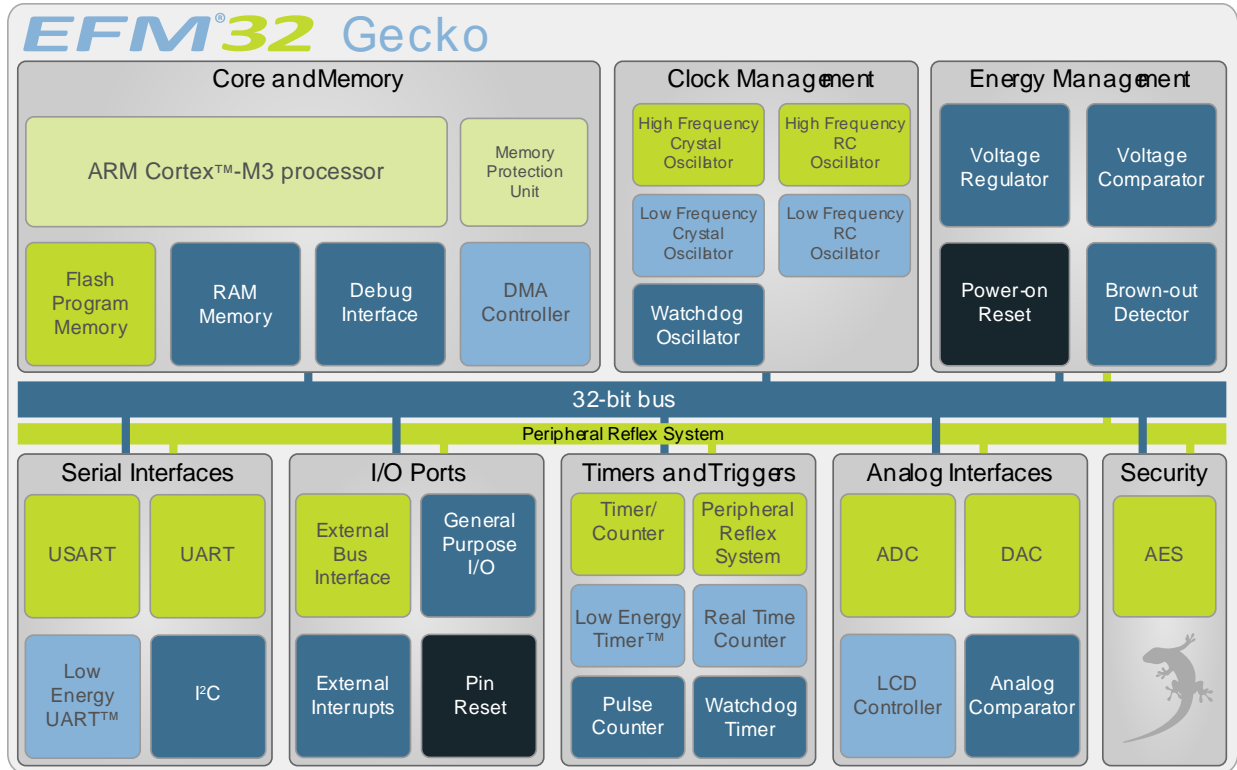 EFM®32 Gecko
Core and Memory
ARM Cortex™-M3 processor
Memory
Protection
Unit
Flash
Program
Memory
RAM
Memory
Debug
Interface
DMA
Controller
Clock Management
High Frequency
Crystal
Oscillator
High Frequency
RC
Oscillator
Low Frequency
Crystal
Oscillator
Low Frequency
RC
Oscillator
Watchdog
Oscillator
Energy Management
Voltage
Regulator
Voltage
Comparator
Power-on
Reset
Brown-out
Detector
32-bit bus
Peripheral Reflex System
Serial Interfaces
USART
UART
Low
Energy
UART™
I²C
I/O Ports
External
Bus
Interface
General
Purpose
I/O
External
Interrupts
Pin
Reset
Timers and Triggers
Timer/
Counter
Peripheral
Reflex
System
Low Energy
Timer™
Real Time
Counter
Pulse
Counter
Watchdog
Timer
Analog Interfaces
ADC
DAC
LCD
Controller
Analog
Comparator
Security
AES